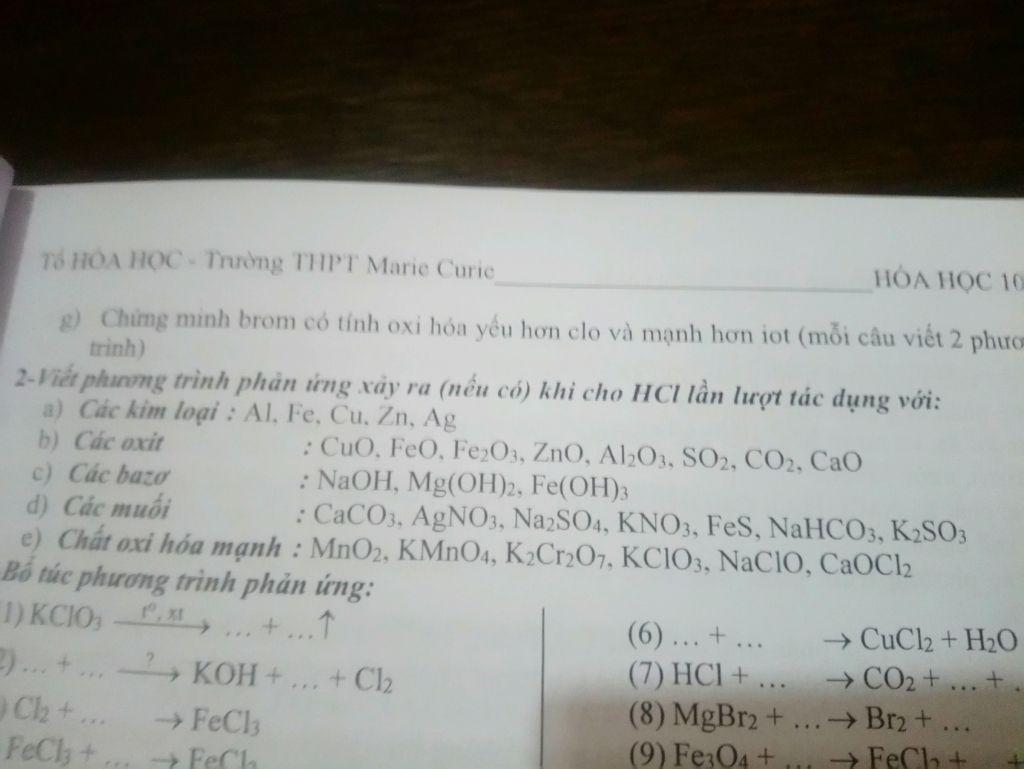 Tổ HÓA HỌC - Trường THPT Marie Curie HÓA HỌC 10
g) Chứng minh brom có tính oxi hóa yếu hơn clo và mạnh hơn iot (mỗi câu viết 2 phươ
trình)
2-Viết phương trình phản ứng xảy ra (nếu có) khi cho HCl lần lượt tác dụng với:
a) Các kim loại : Al, Fe, Cu, Zn, Ag
b) Các oxit : CuO, FeO, Fe₂O₃, ZnO, Al₂O₃, SO₂, CO₂, CaO
c) Các bazơ : NaOH, Mg(OH)₂, Fe(OH)₃
d) Các muối : CaCO₃, AgNO₃, Na₂SO₄, KNO₃, FeS, NaHCO₃, K₂SO₃
e) Chất oxi hóa mạnh : MnO₂, KMnO₄, K₂Cr₂O₇, KClO₃, NaClO, CaOCl₂
Bổ túc phương trình phản ứng:
1) KClO₃ t⁰, xt → … + …↑
2) … + … ? → KOH + … + Cl₂
) Cl₂ + … → FeCl₃
FeCl₃ + … → FeCl₂
(6) … + … → CuCl₂ + H₂O
(7) HCl + … → CO₂ + … + .
(8) MgBr₂ + … → Br₂ + …
(9) Fe₃O₄ + … → FeCl₂ + … +